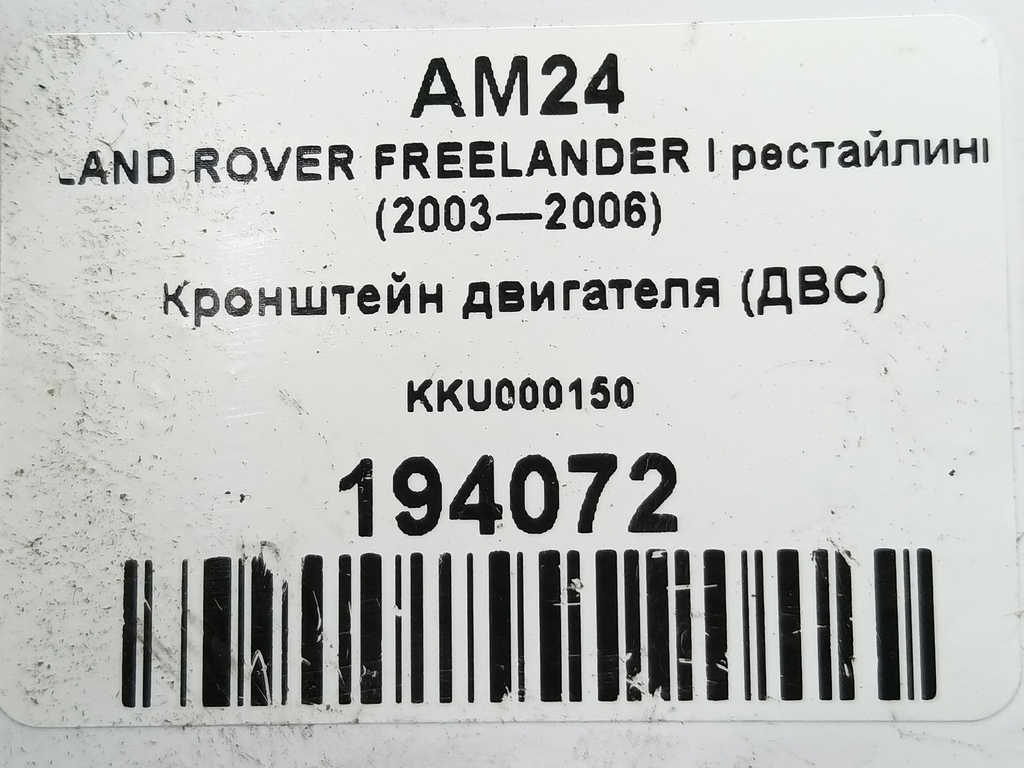 AM24
LAND ROVER FREELANDER I рестайлинг
(2003—2006)
Кронштейн двигателя (ДВС)
KKU000150
194072